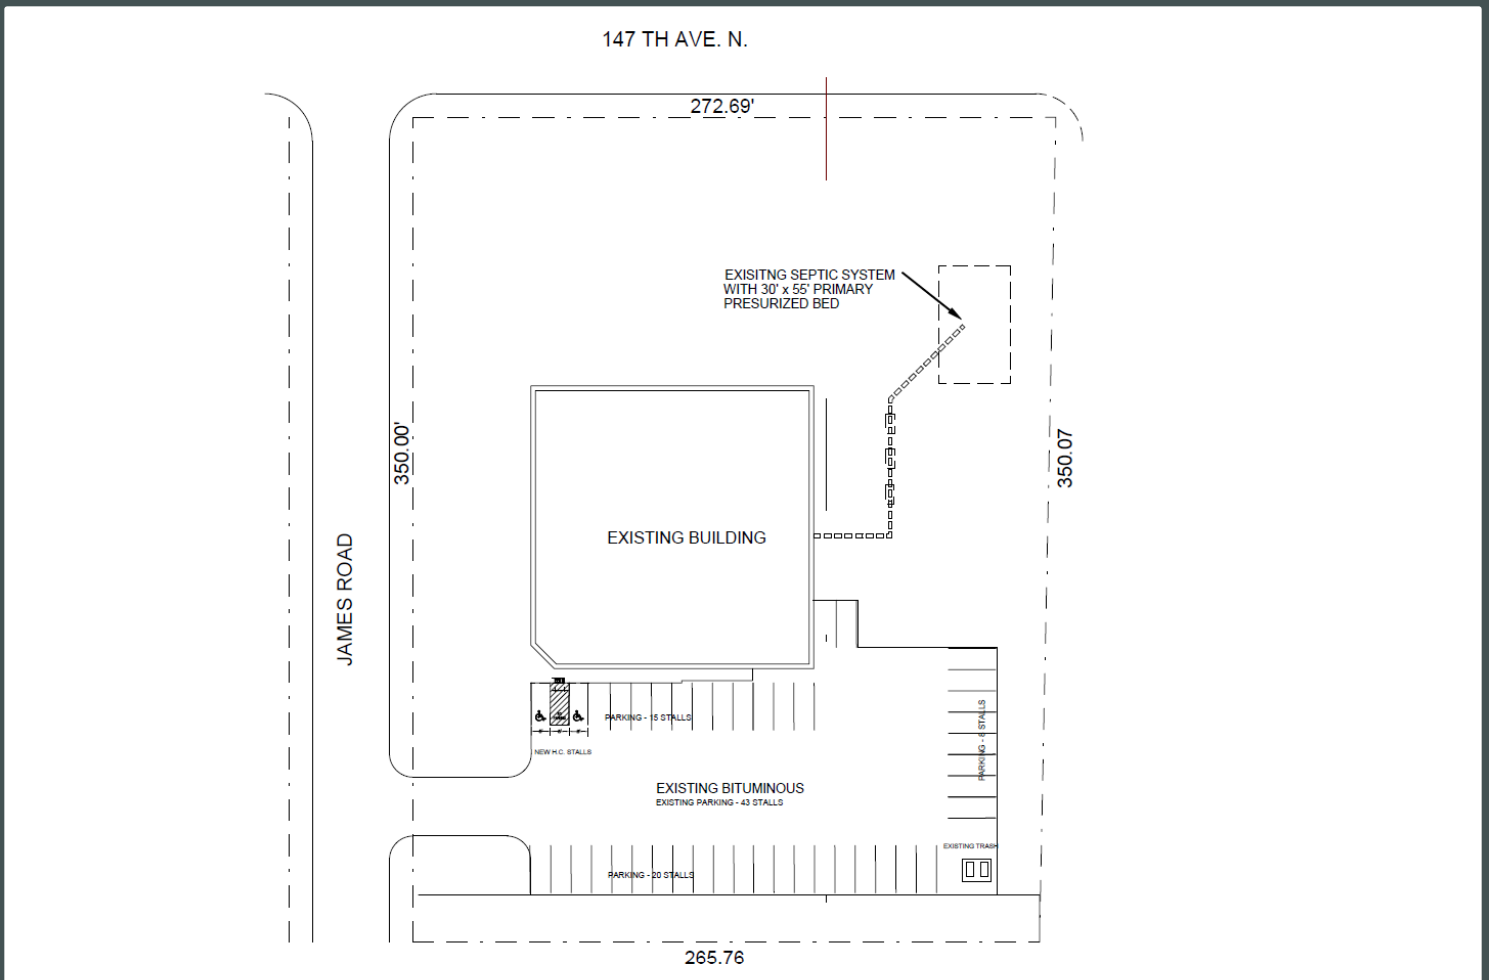 147 TH AVE. N.
272.69'
EXISITNG SEPTIC SYSTEM
WITH 30' x 55' PRIMARY
PRESURIZED BED
350.00'
350.07
EXISTING BUILDING
JAMES ROAD
PARKING - 15 STALLS
PARKING - 8 STALLS
NEW H.C. STALLS
EXISTING BITUMINOUS
EXISTING PARKING - 43 STALLS
EXISTING TRASH
PARKING - 20 STALLS
265.76